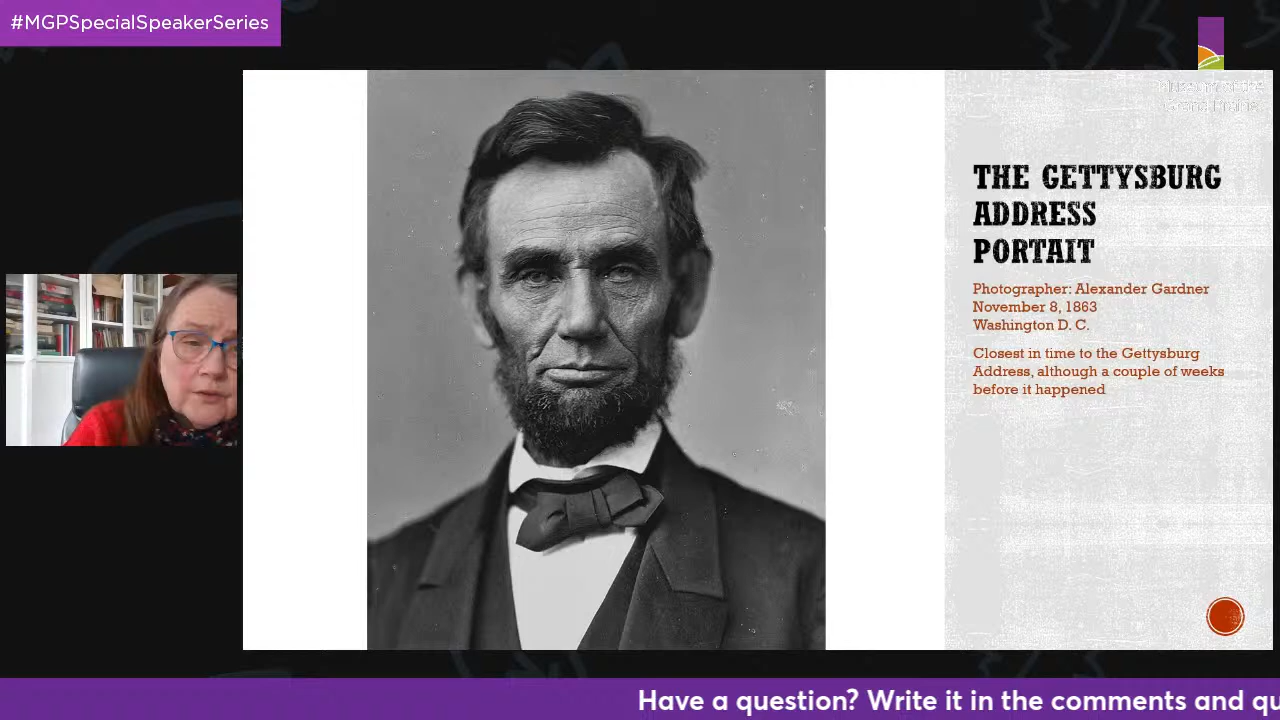 #MGPSpecialSpeakerSeries
THE GETTYSBURG
ADDRESS
PORTAIT
Photographer: Alexander Gardner
November 8, 1863
Washington D. C.
Closest in time to the Gettysburg
Address, although a couple of weeks
before it happened
Have a question? Write it in the comments and qu